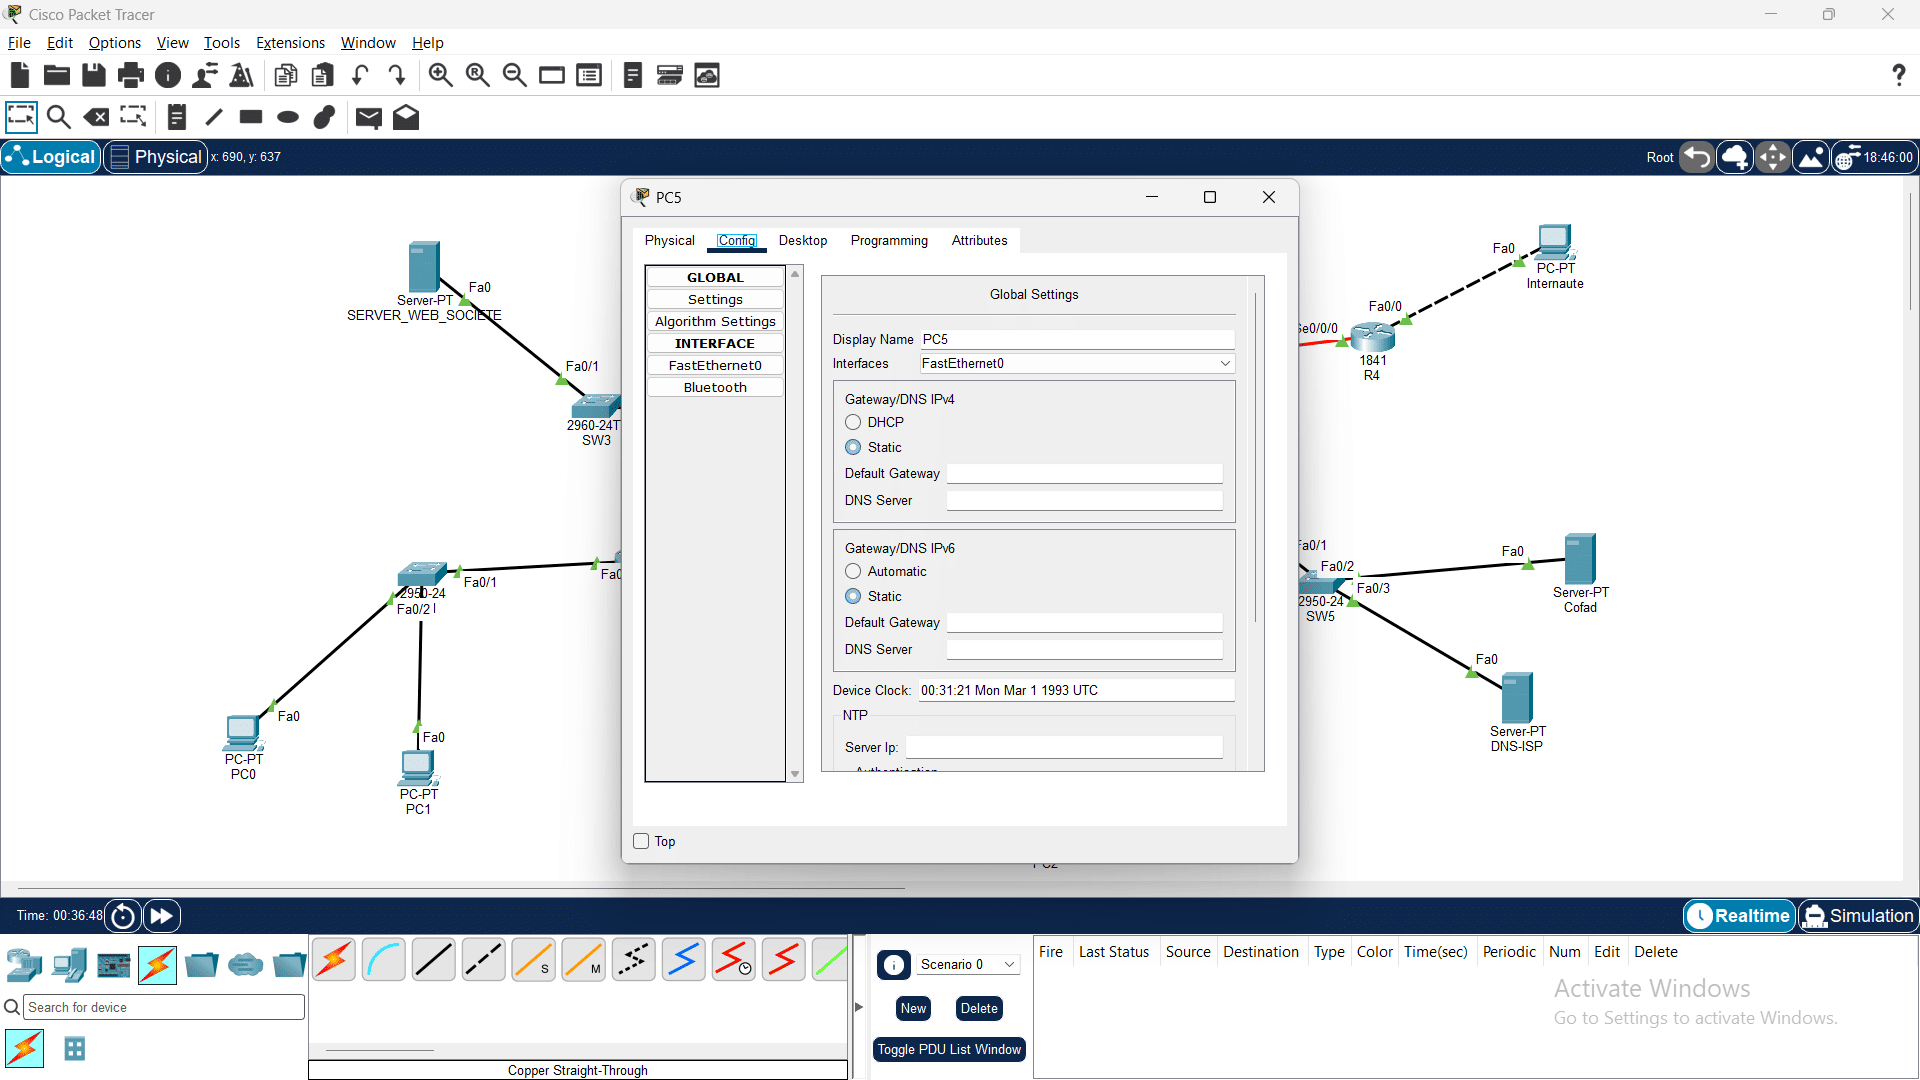 Cisco Packet Tracer
File Edit Options View Tools Extensions Window Help
Logical Physical x: 690, y: 637 Root 18:46:00
PC5
Physical Config Desktop Programming Attributes
GLOBAL
Settings
Algorithm Settings
INTERFACE
FastEthernet0
Bluetooth
Global Settings
Display Name PC5
Interfaces FastEthernet0
Gateway/DNS IPv4
DHCP
Static
Default Gateway
DNS Server
Gateway/DNS IPv6
Automatic
Static
Default Gateway
DNS Server
Device Clock: 00:31:21 Mon Mar 1 1993 UTC
NTP
Server Ip:
Top
Fa0
Server-PT
SERVER_WEB_SOCIETE
Fa0/1
2960-24T
SW3
Fa0/1
2950-24
Fa0/2
Fa0
PC-PT
PC0
Fa0
PC-PT
PC1
Fa0
PC-PT
Internaute
Fa0/0
Se0/0/0
1841
R4
Fa0/1
Fa0/2
Fa0/3
2950-24
SW5
Fa0
Server-PT
Cofad
Fa0
Server-PT
DNS-ISP
PC2
Time: 00:36:48 Realtime Simulation
S M
Search for device
Copper Straight-Through
Scenario 0
New Delete
Toggle PDU List Window
Fire Last Status Source Destination Type Color Time(sec) Periodic Num Edit Delete
Activate Windows
Go to Settings to activate Windows.